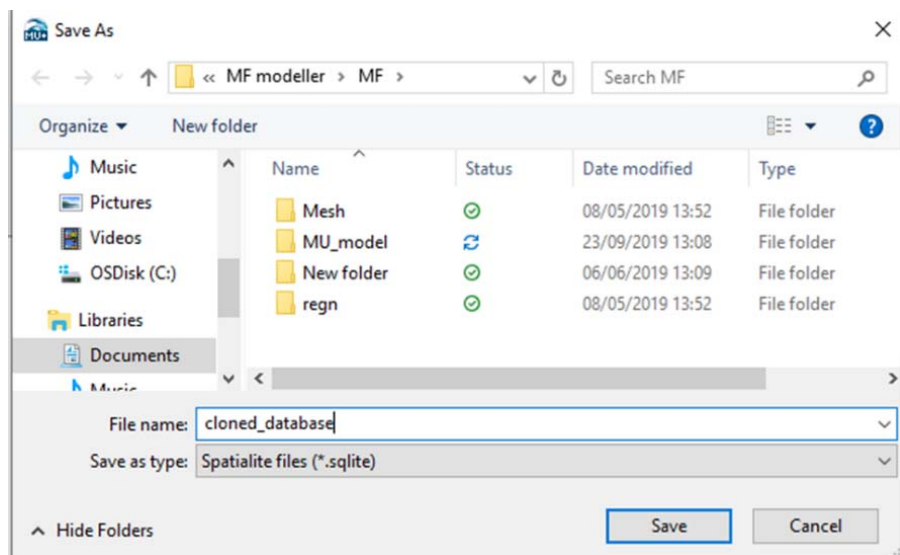 MU+ Save As
« MF modeller > MF >
Search MF
Organize
New folder
Name Status Date modified Type
Music
Pictures
Videos
OSDisk (C:)
Libraries
Documents
Music
Mesh 08/05/2019 13:52 File folder
MU_model 23/09/2019 13:08 File folder
New folder 06/06/2019 13:09 File folder
regn 08/05/2019 13:52 File folder
File name: cloned_database
Save as type: Spatialite files (*.sqlite)
Hide Folders
Save
Cancel